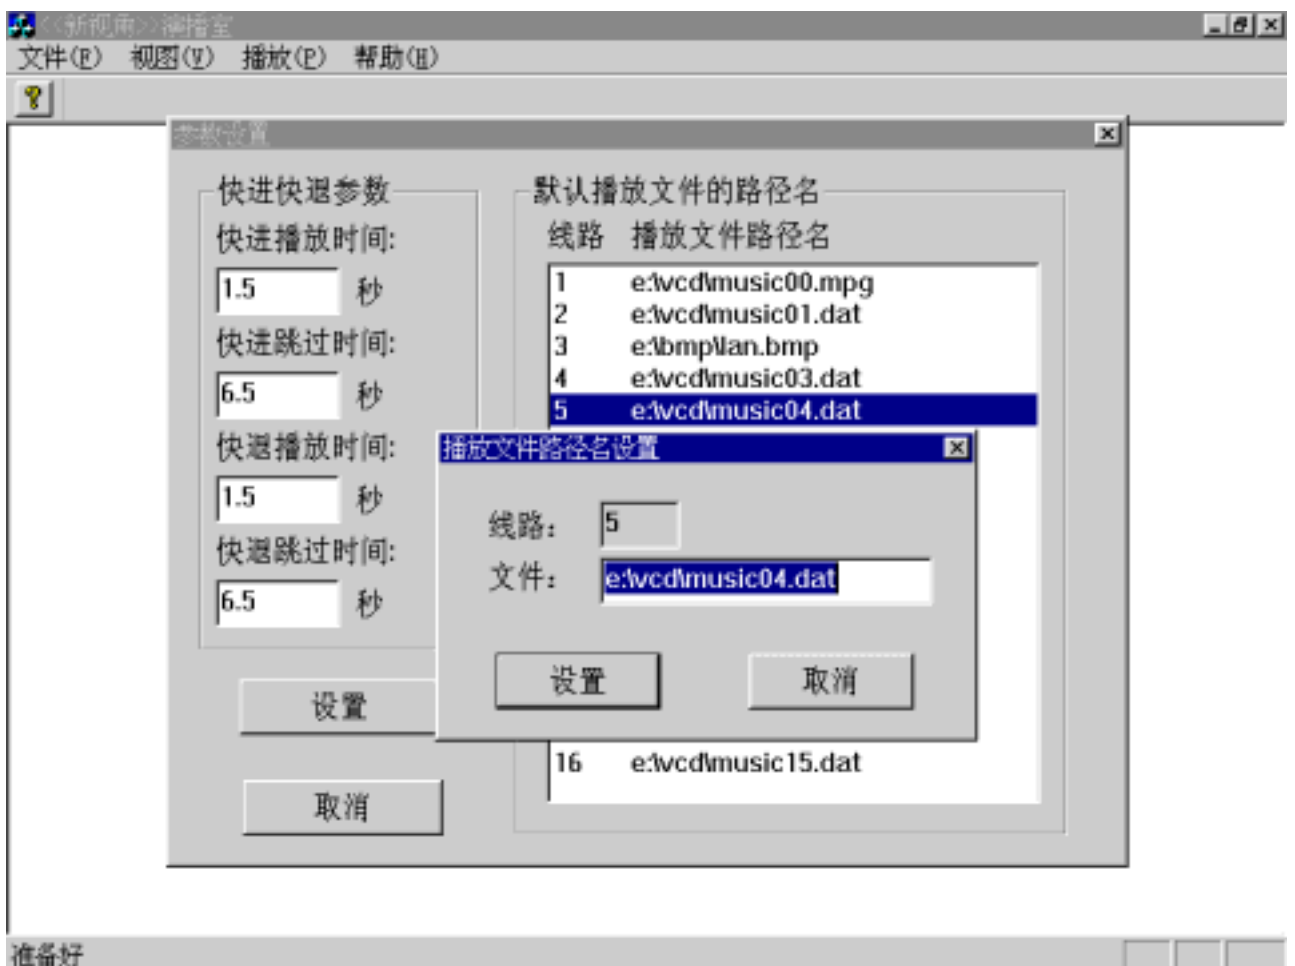 <<新视角>>演播室
文件(F) 视图(V) 播放(P) 帮助(H)
参数设置
快进快退参数
快进播放时间:
1.5 秒
快进跳过时间:
6.5 秒
快退播放时间:
1.5 秒
快退跳过时间:
6.5 秒
设置
取消
默认播放文件的路径名
线路 播放文件路径名
1 e:\vcd\music00.mpg
2 e:\vcd\music01.dat
3 e:\bmp\lan.bmp
4 e:\vcd\music03.dat
5 e:\vcd\music04.dat
16 e:\vcd\music15.dat
播放文件路径名设置
线路: 5
文件: e:\vcd\music04.dat
设置 取消
准备好